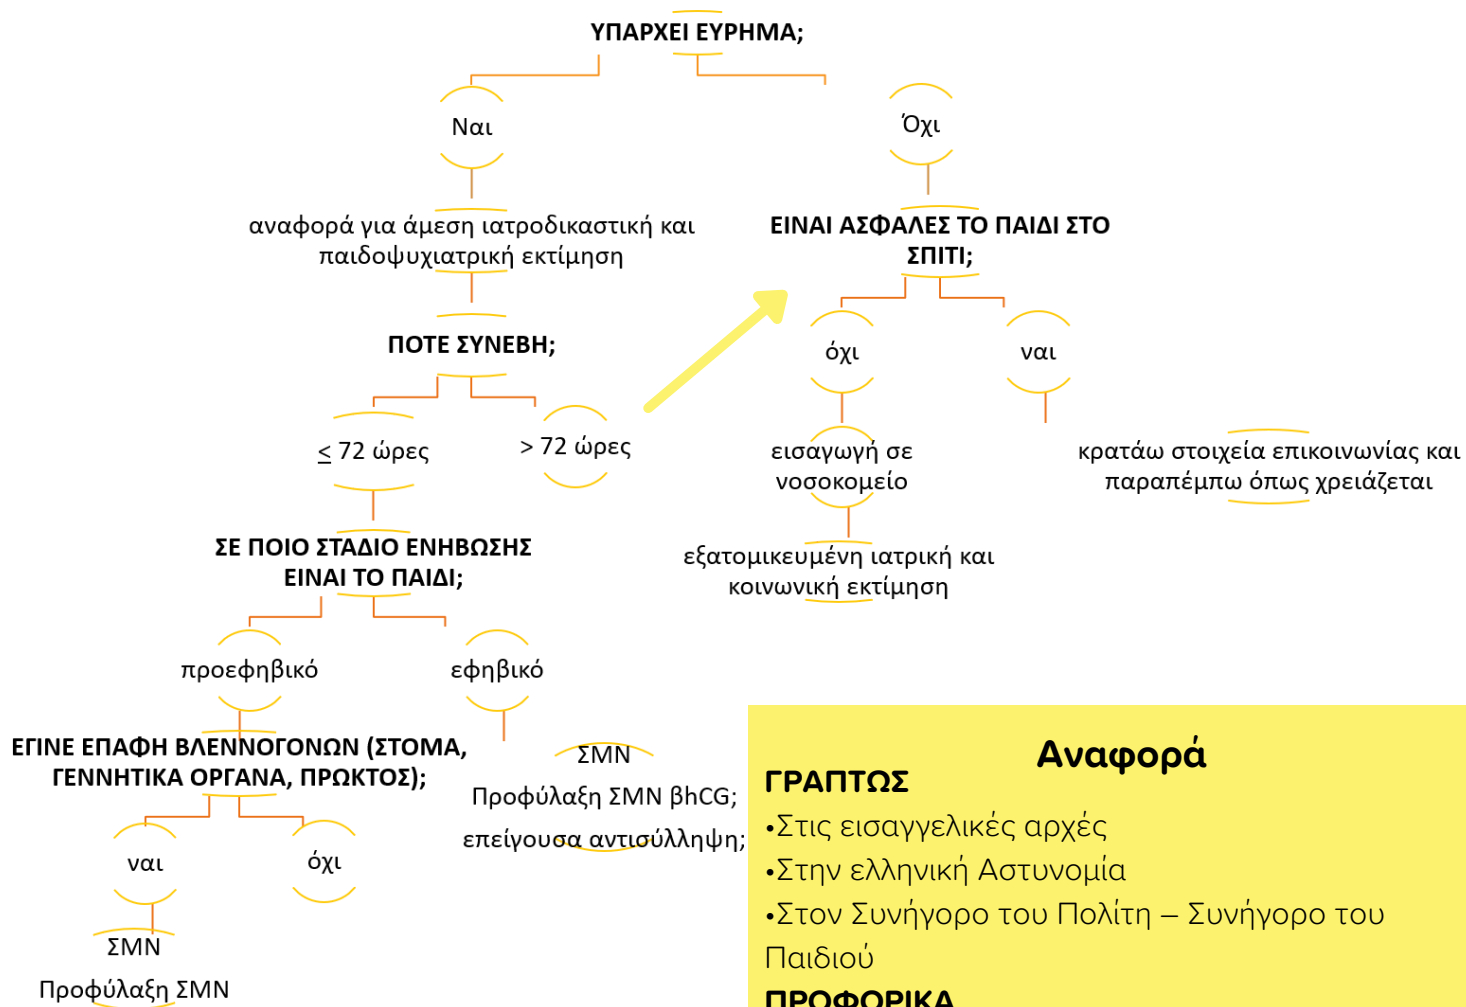 ΥΠΑΡΧΕΙ ΕΥΡΗΜΑ;
Ναι
Όχι
αναφορά για άμεση ιατροδικαστική και
παιδοψυχιατρική εκτίμηση
ΕΙΝΑΙ ΑΣΦΑΛΕΣ ΤΟ ΠΑΙΔΙ ΣΤΟ
ΣΠΙΤΙ;
ΠΟΤΕ ΣΥΝΕΒΗ;
όχι
ναι
≤ 72 ώρες
> 72 ώρες
εισαγωγή σε
νοσοκομείο
κρατάω στοιχεία επικοινωνίας και
παραπέμπω όπως χρειάζεται
εξατομικευμένη ιατρική και
κοινωνική εκτίμηση
ΣΕ ΠΟΙΟ ΣΤΑΔΙΟ ΕΝΗΒΩΣΗΣ
ΕΙΝΑΙ ΤΟ ΠΑΙΔΙ;
προεφηβικό
εφηβικό
ΕΓΙΝΕ ΕΠΑΦΗ ΒΛΕΝΝΟΓΟΝΩΝ (ΣΤΟΜΑ,
ΓΕΝΝΗΤΙΚΑ ΟΡΓΑΝΑ, ΠΡΩΚΤΟΣ);
ΣΜΝ
Προφύλαξη ΣΜΝ βhCG;
επείγουσα αντισύλληψη;
ναι
όχι
ΣΜΝ
Προφύλαξη ΣΜΝ
Αναφορά
ΓΡΑΠΤΩΣ
•Στις εισαγγελικές αρχές
•Στην ελληνική Αστυνομία
•Στον Συνήγορο του Πολίτη – Συνήγορο του
Παιδιού
ΠΡΟΦΟΡΙΚΑ